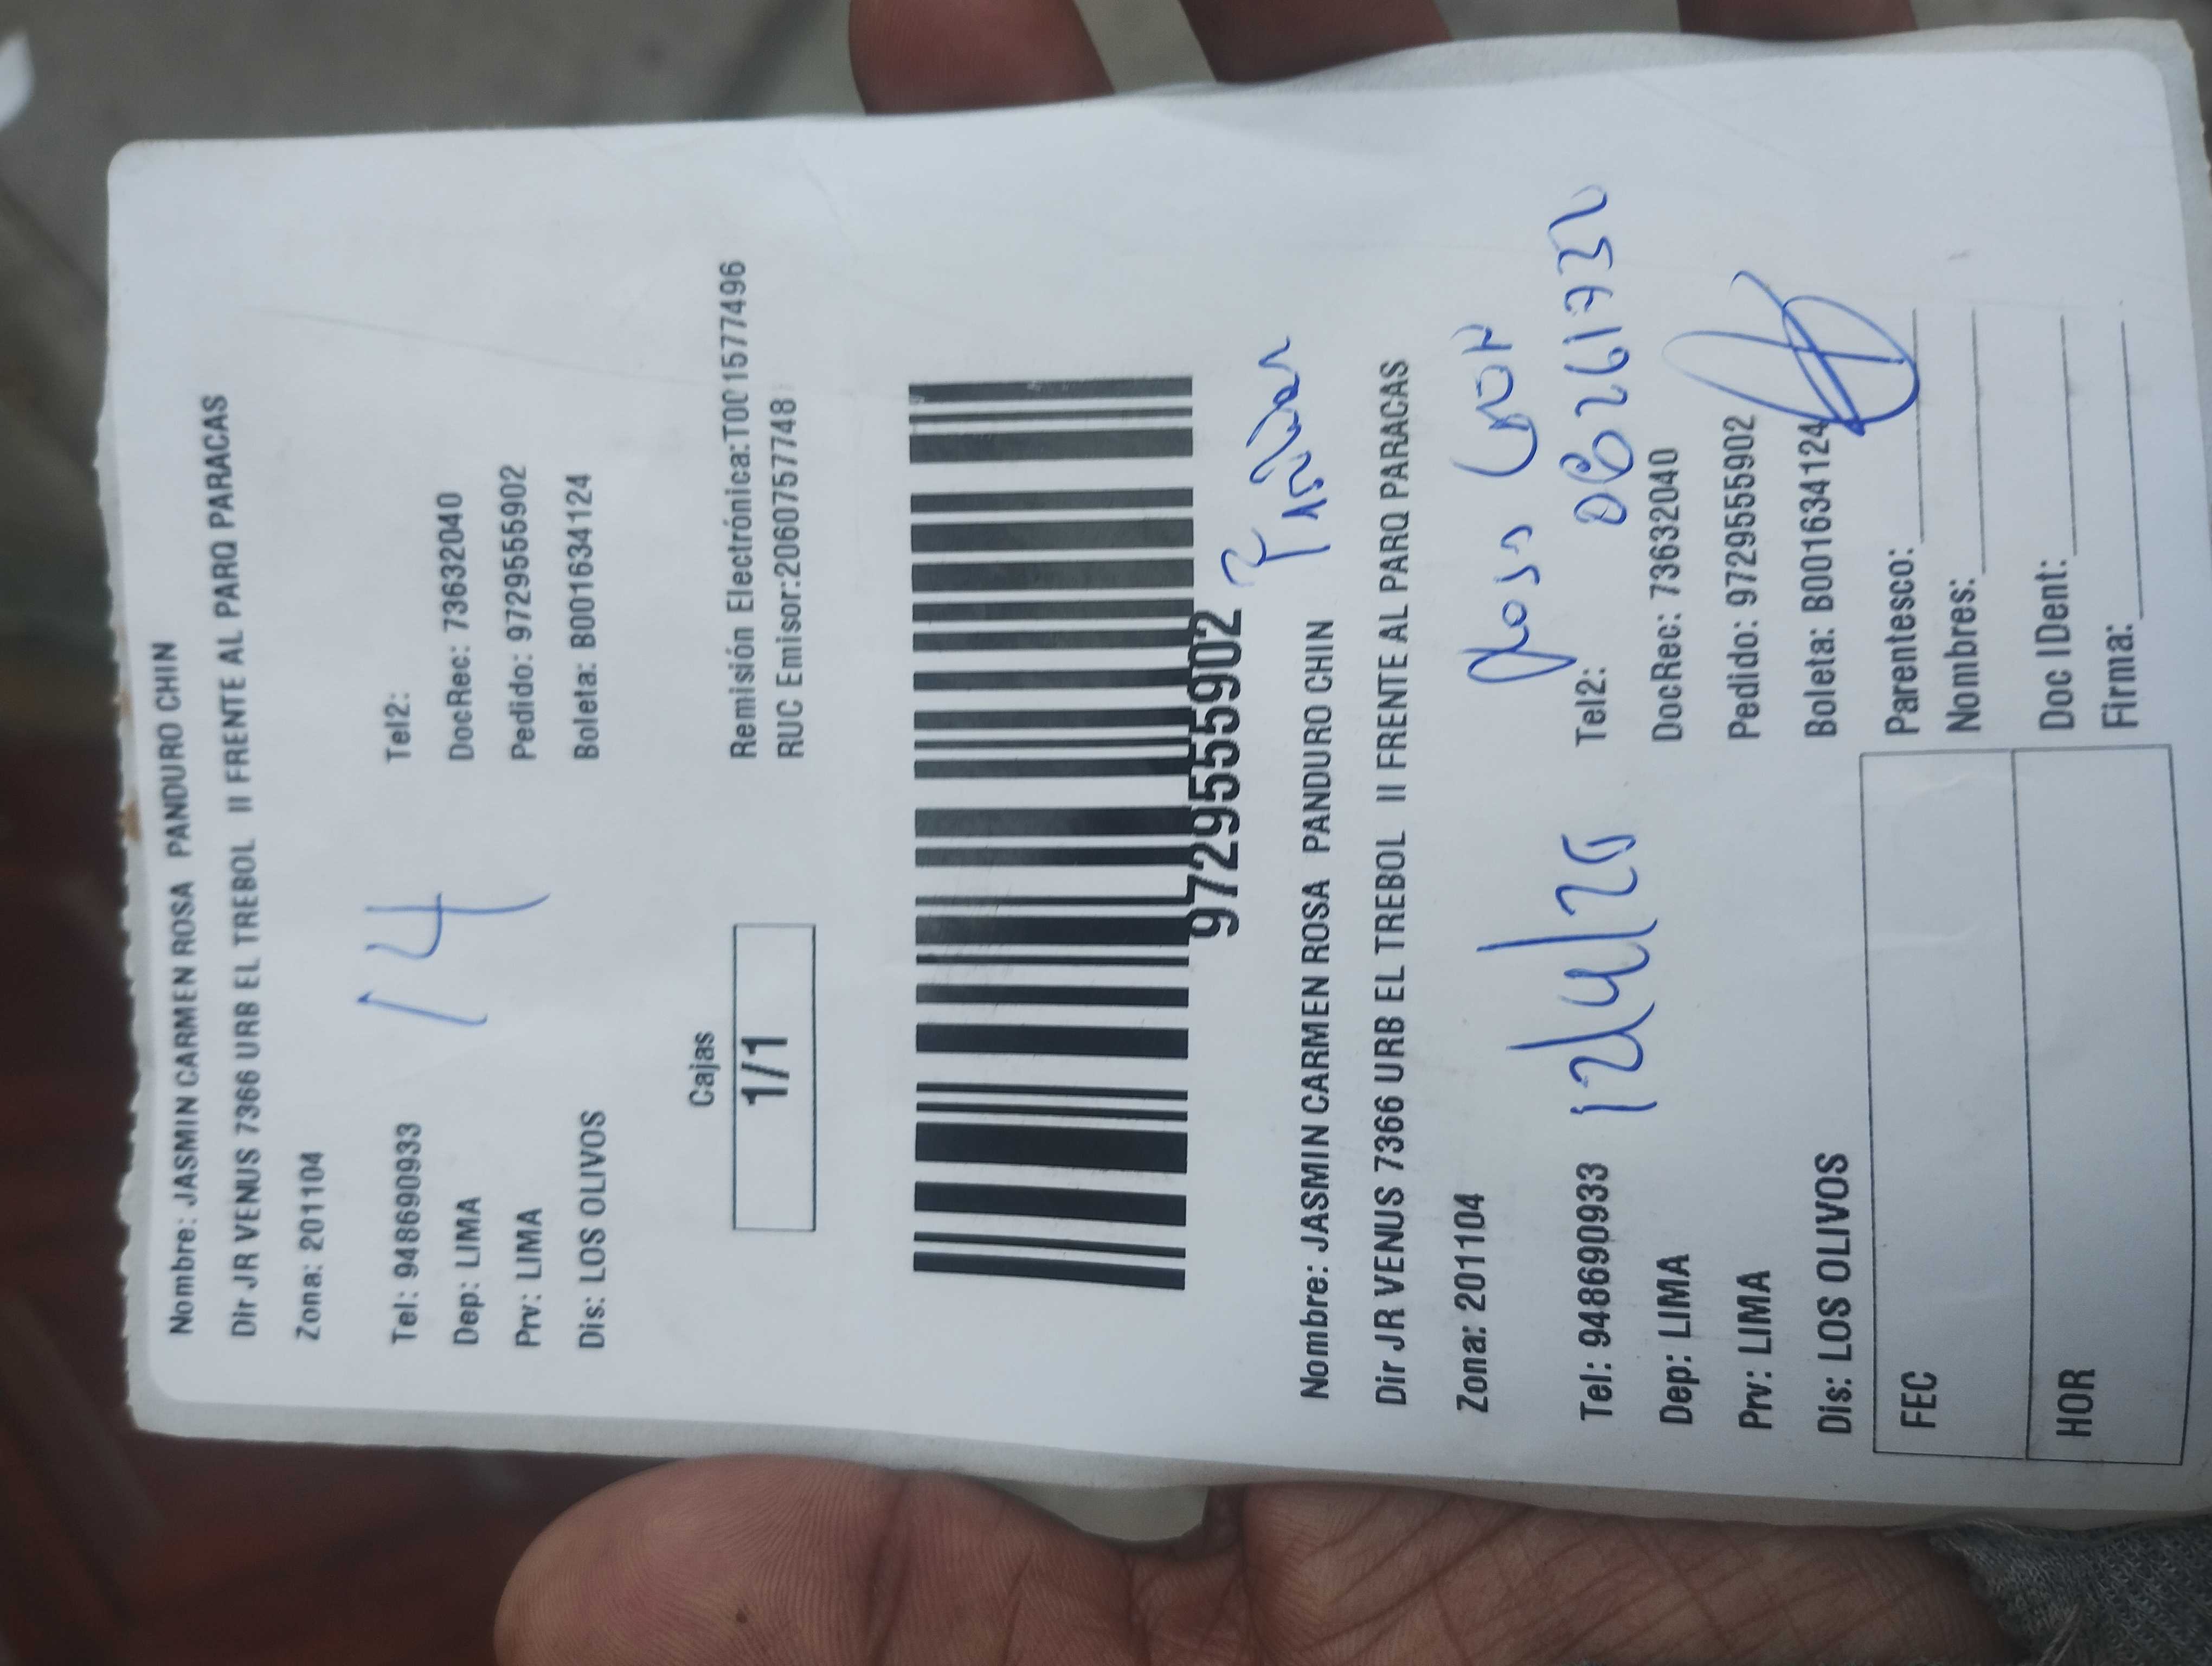 Nombre: JASMIN CARMEN ROSA PANDURO CHIN
Dir JR VENUS 7366 URB EL TREBOL II FRENTE AL PARQ PARACAS
Zona: 201104
14
Tel: 948690933 Tel2:
Dep: LIMA DocRec: 73632040
Prv: LIMA Pedido: 9729555902
Dis: LOS OLIVOS Boleta: B001634124
Cajas
1/1
Remisión Electrónica:T001577496
RUC Emisor:20607577481
9729555902
Nombre: JASMIN CARMEN ROSA PANDURO CHIN
Dir JR VENUS 7366 URB EL TREBOL II FRENTE AL PARQ PARACAS
Zona: 201104
12/4/25
08261732
Tel: 948690933 Tel2:
Dep: LIMA DocRec: 73632040
Prv: LIMA Pedido: 9729555902
Dis: LOS OLIVOS Boleta: B001634124
FEC Parentesco:
Nombres:
HOR Doc IDent:
Firma: